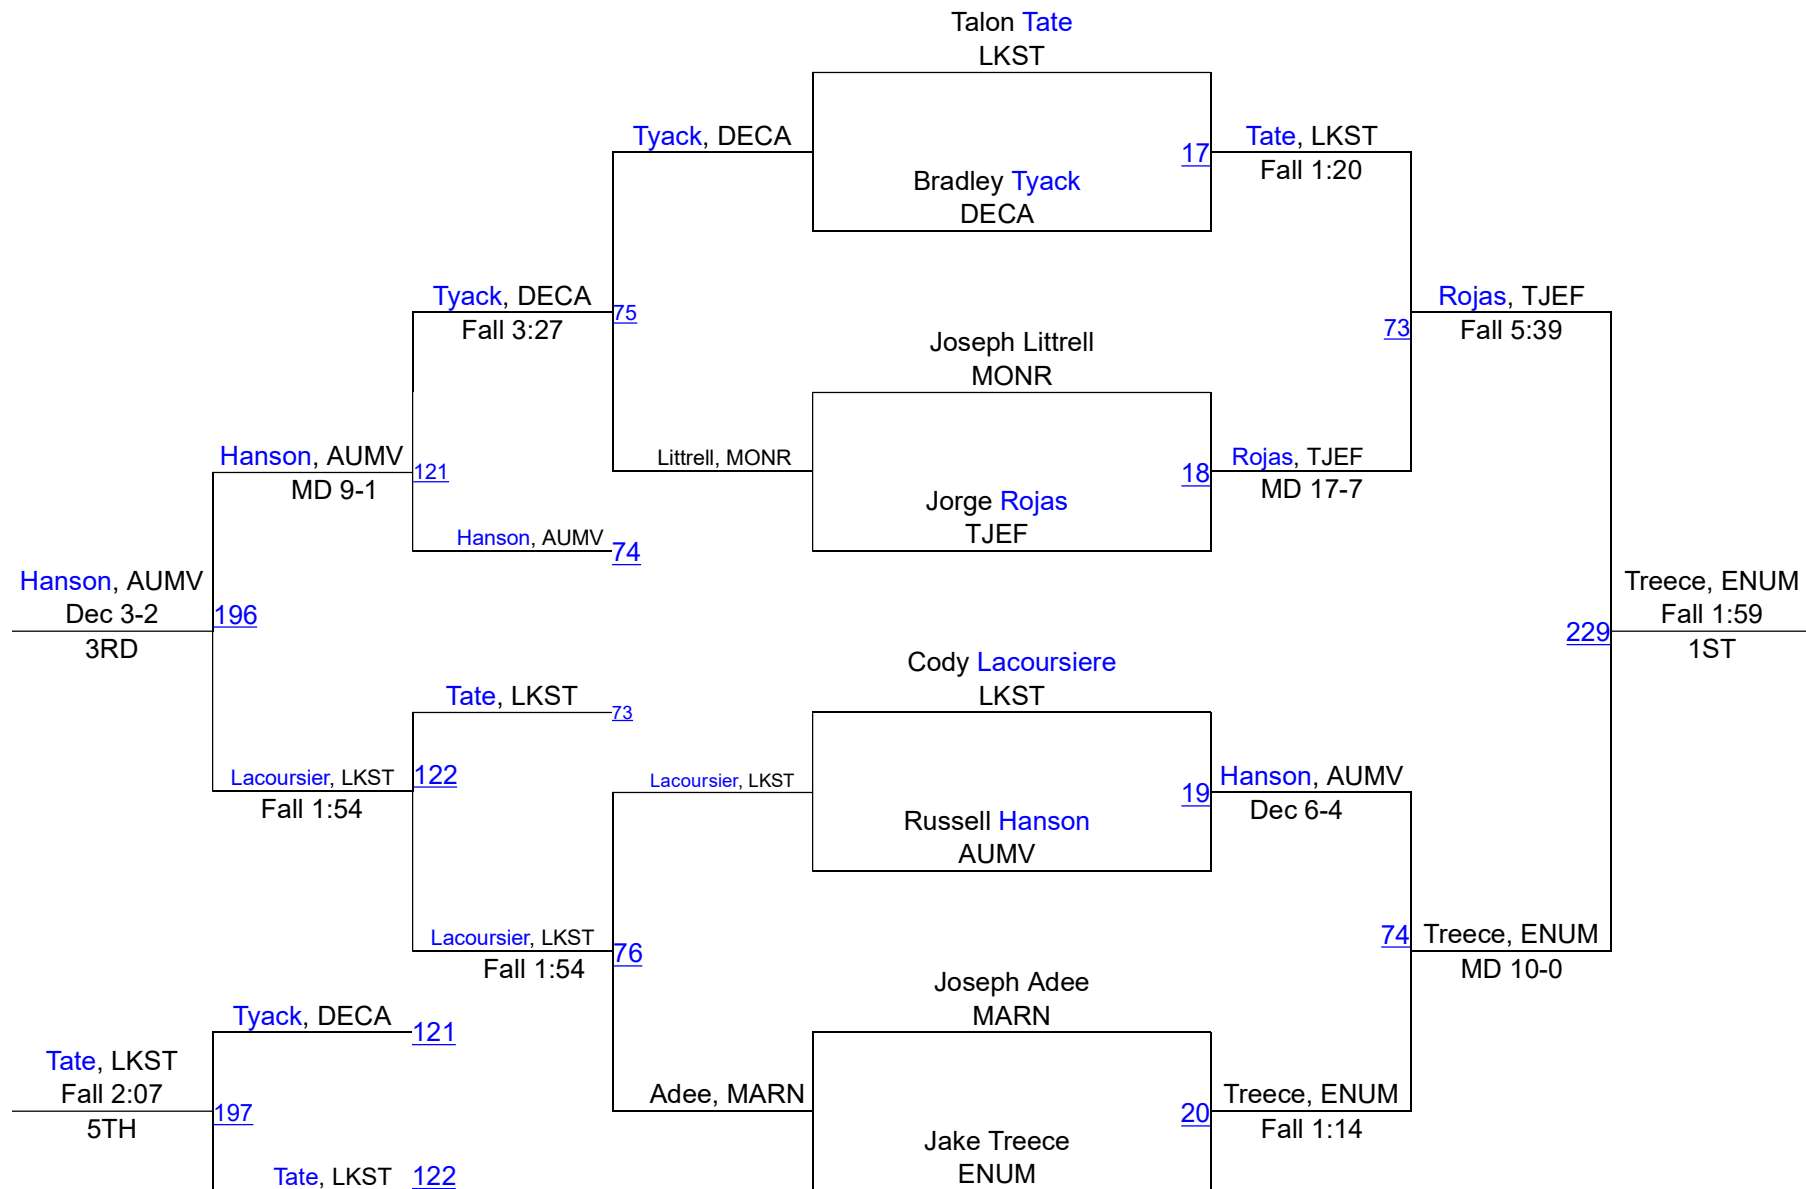 Talon Tate
LKST
Tyack, DECA
17
Tate, LKST
Fall 1:20
Bradley Tyack
DECA
Tyack, DECA
Fall 3:27
75
Rojas, TJEF
Fall 5:39
73
Joseph Littrell
MONR
Hanson, AUMV
MD 9-1
121
Littrell, MONR
18
Rojas, TJEF
MD 17-7
Jorge Rojas
TJEF
Hanson, AUMV
74
Hanson, AUMV
Dec 3-2
3RD
196
Treece, ENUM
Fall 1:59
1ST
229
Cody Lacoursiere
LKST
Tate, LKST
73
Lacoursier, LKST
Fall 1:54
122
Lacoursier, LKST
19
Hanson, AUMV
Dec 6-4
Russell Hanson
AUMV
Lacoursier, LKST
Fall 1:54
76
74
Treece, ENUM
MD 10-0
Joseph Adee
MARN
Tyack, DECA
121
Tate, LKST
Fall 2:07
5TH
197
Adee, MARN
20
Treece, ENUM
Fall 1:14
Jake Treece
ENUM
Tate, LKST
122